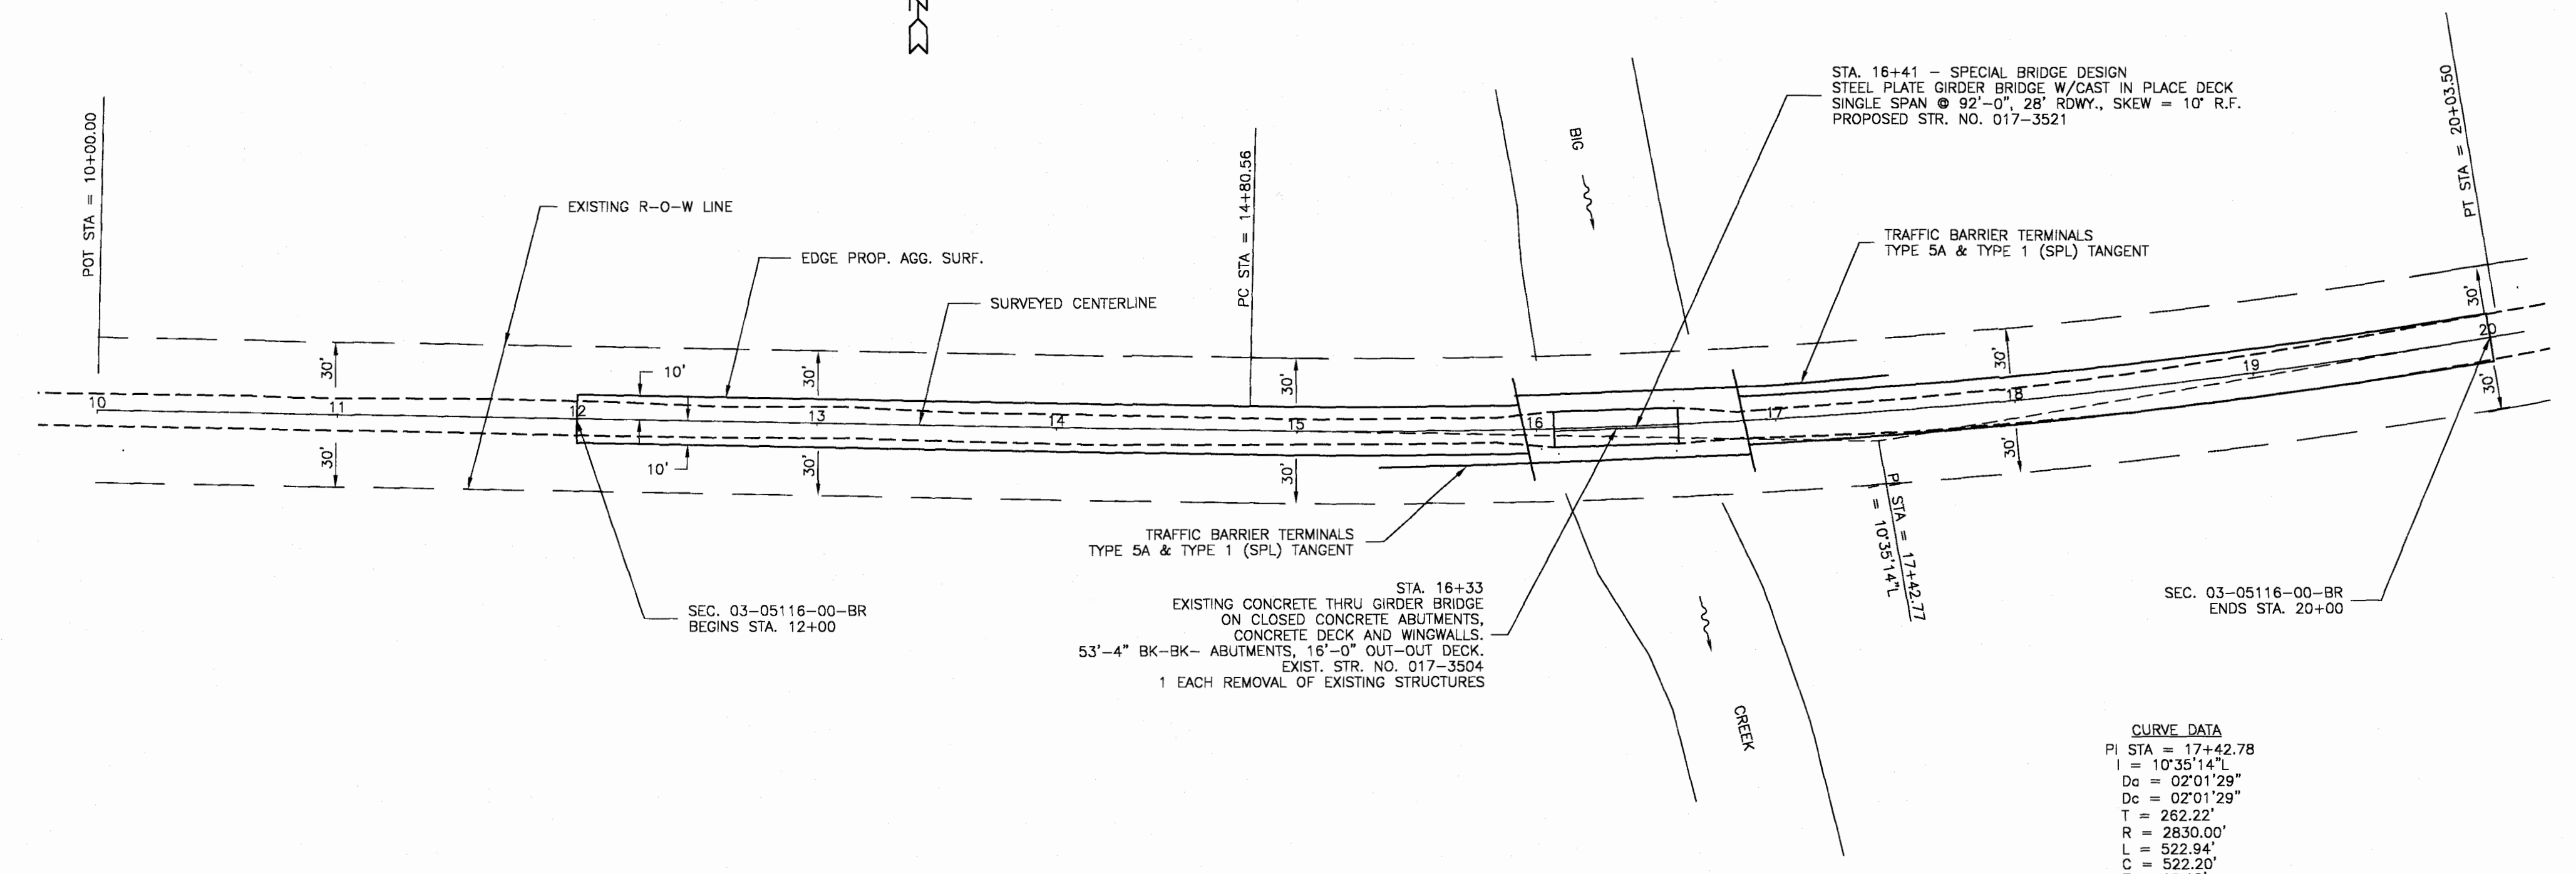 N
STA. 16+41 - SPECIAL BRIDGE DESIGN
STEEL PLATE GIRDER BRIDGE W/CAST IN PLACE DECK
SINGLE SPAN @ 92'-0", 28' RDWY., SKEW = 10° R.F.
PROPOSED STR. NO. 017-3521
POT STA = 10+00.00
PC STA = 14+80.56
PT STA = 20+03.50
BIG
EXISTING R-O-W LINE
EDGE PROP. AGG. SURF.
SURVEYED CENTERLINE
TRAFFIC BARRIER TERMINALS
TYPE 5A & TYPE 1 (SPL) TANGENT
30'
30'
30'
30'
30'
10'
10
11
12
13
14
15
16
17
18
19
20
10'
30'
30'
30'
30'
30'
TRAFFIC BARRIER TERMINALS
TYPE 5A & TYPE 1 (SPL) TANGENT
PI STA = 17+42.77
= 10°35'14"L
SEC. 03-05116-00-BR
BEGINS STA. 12+00
STA. 16+33
EXISTING CONCRETE THRU GIRDER BRIDGE
ON CLOSED CONCRETE ABUTMENTS,
CONCRETE DECK AND WINGWALLS.
53'-4" BK-BK- ABUTMENTS, 16'-0" OUT-OUT DECK.
EXIST. STR. NO. 017-3504
1 EACH REMOVAL OF EXISTING STRUCTURES
SEC. 03-05116-00-BR
ENDS STA. 20+00
CREEK
CURVE DATA
PI STA = 17+42.78
I = 10°35'14"L
Da = 02°01'29"
Dc = 02°01'29"
T = 262.22'
R = 2830.00'
L = 522.94'
C = 522.20'